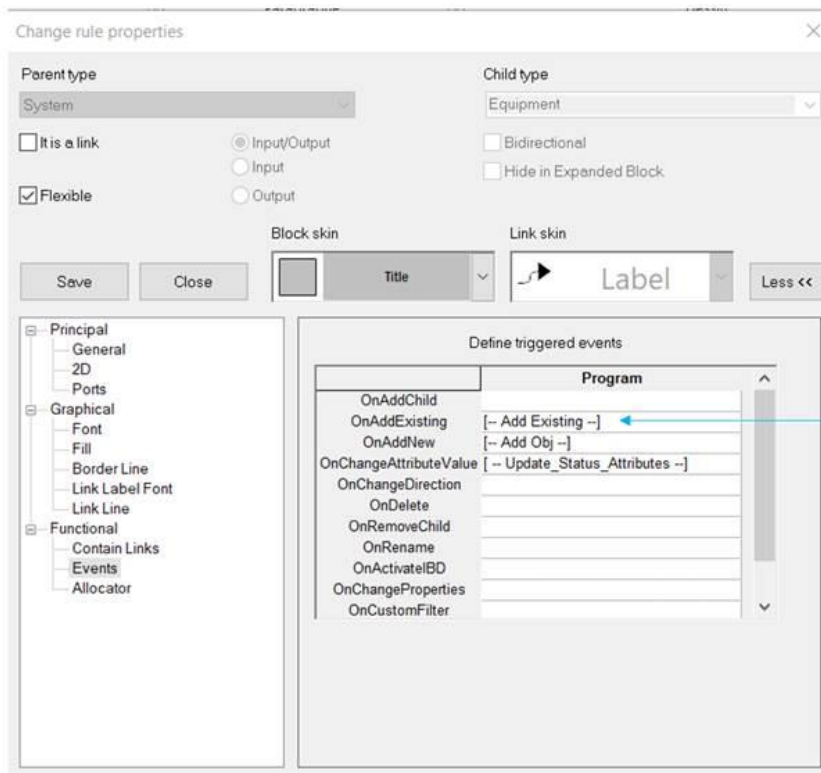 Change rule properties
Parent type
Child type
System
Equipment
It is a link
Input/Output
Bidirectional
Input
Hide in Expanded Block
Flexible
Output
Block skin
Link skin
Save
Close
Title
Label
Less <<
Principal
General
2D
Ports
Graphical
Font
Fill
Border Line
Link Label Font
Link Line
Functional
Contain Links
Events
Allocator
Define triggered events
Program
OnAddChild
OnAddExisting [-- Add Existing --]
OnAddNew [-- Add Obj --]
OnChangeAttributeValue [ -- Update_Status_Attributes --]
OnChangeDirection
OnDelete
OnRemoveChild
OnRename
OnActivateIBD
OnChangeProperties
OnCustomFilter